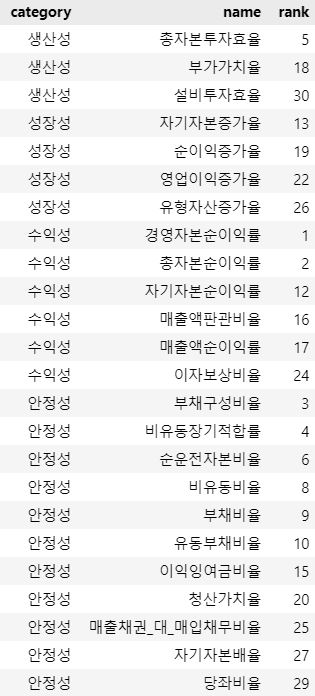 category name rank
생산성 총자본투자효율 5
생산성 부가가치율 18
생산성 설비투자효율 30
성장성 자기자본증가율 13
성장성 순이익증가율 19
성장성 영업이익증가율 22
성장성 유형자산증가율 26
수익성 경영자본순이익률 1
수익성 총자본순이익률 2
수익성 자기자본순이익률 12
수익성 매출액판관비율 16
수익성 매출액순이익률 17
수익성 이자보상비율 24
안정성 부채구성비율 3
안정성 비유동장기적합률 4
안정성 순운전자본비율 6
안정성 비유동비율 8
안정성 부채비율 9
안정성 유동부채비율 10
안정성 이익잉여금비율 15
안정성 청산가치율 20
안정성 매출채권_대_매입채무비율 25
안정성 자기자본배율 27
안정성 당좌비율 29